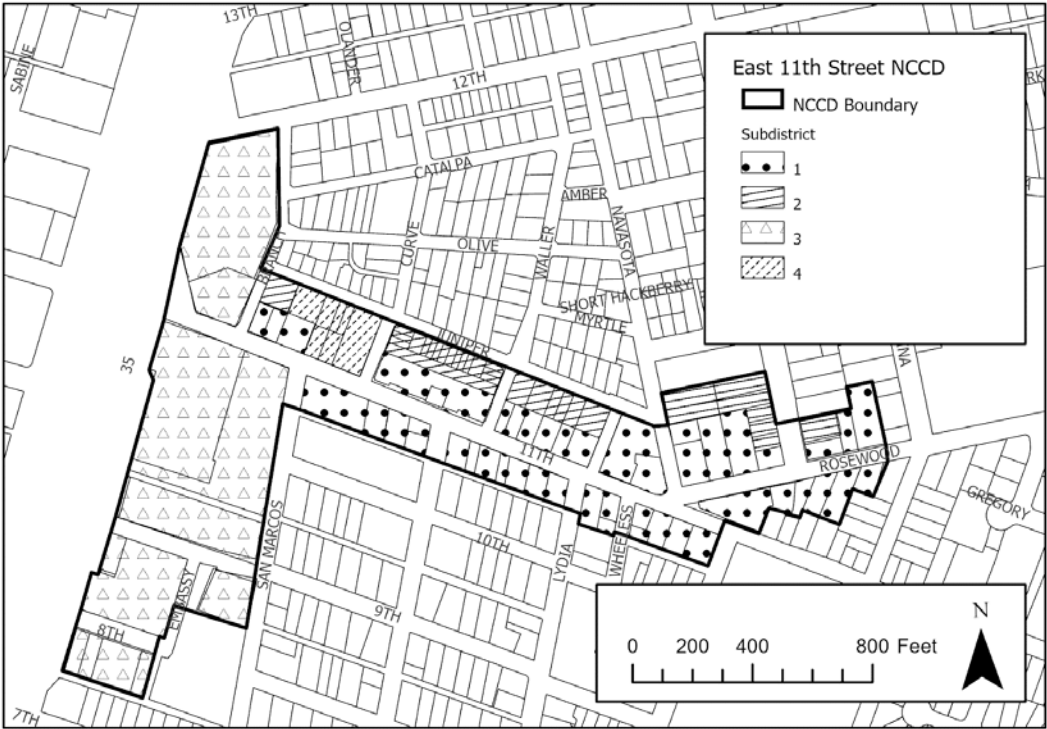 13TH
SABINE
OLANDER
12TH
East 11th Street NCCD
NCCD Boundary
Subdistrict
1
2
3
4
CATALPA
AMBER
NAVASOTA
CURVE
OLIVE
WALLER
BRANCH
SHORT HACKBERRY
MYRTLE
JUNIPER
35
11TH
ROSEWOOD
GREGORY
SAN MARCOS
10TH
LYDIA
WHEELESS
EMBASSY
9TH
8TH
7TH
N
0 200 400 800 Feet